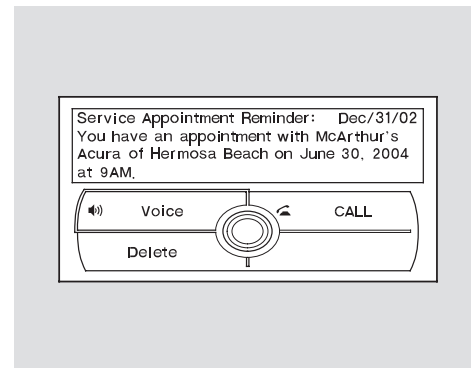 Service Appointment Reminder: Dec/31/02
You have an appointment with McArthur's
Acura of Hermosa Beach on June 30, 2004
at 9AM.
Voice CALL
Delete